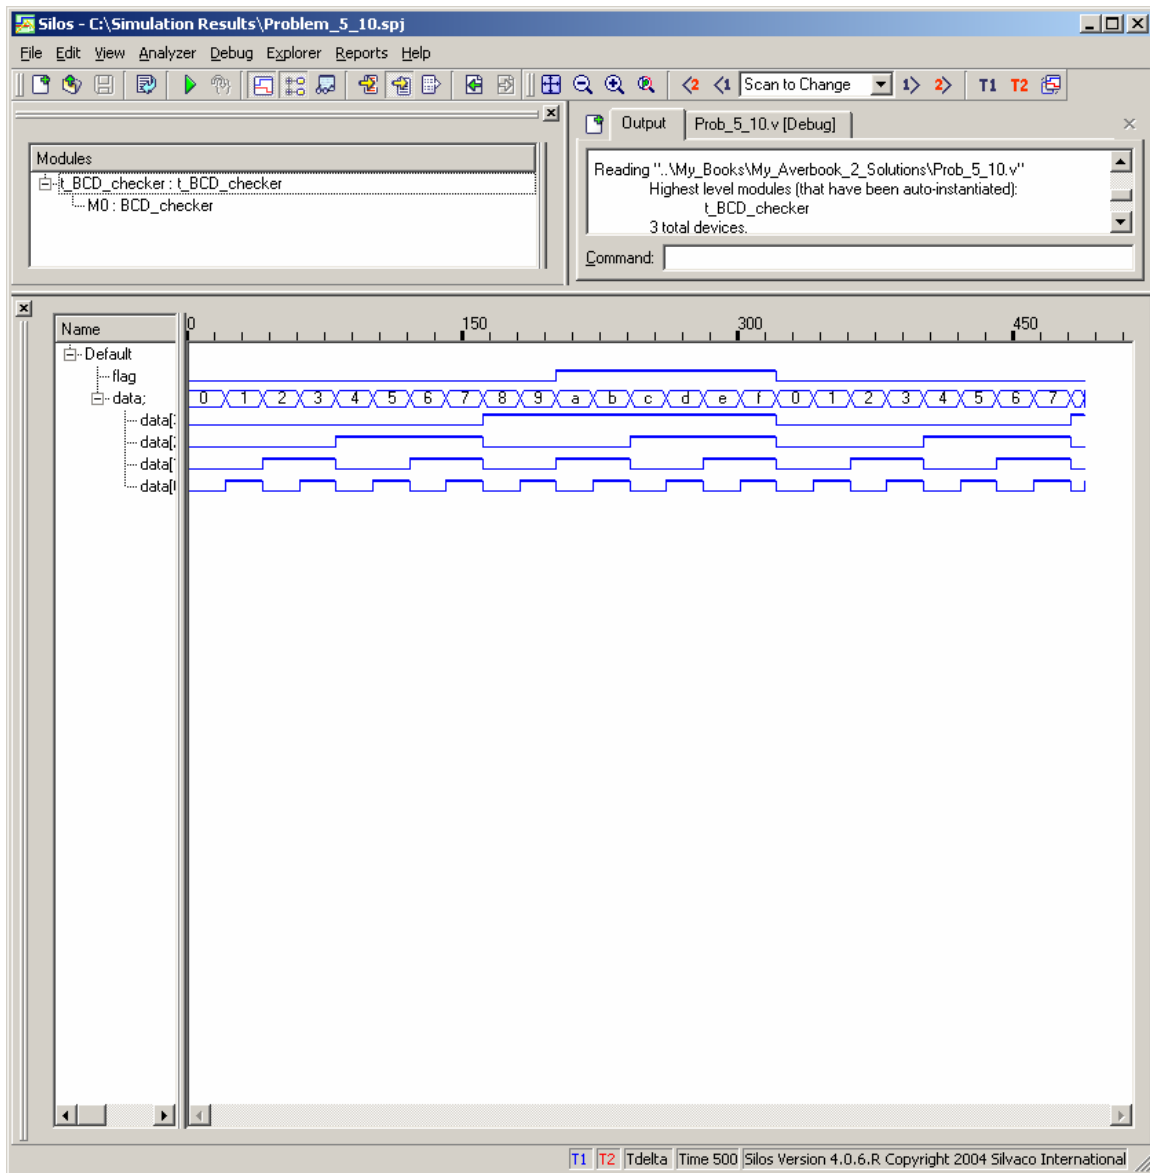 Silos - C:\Simulation Results\Problem_5_10.spj
File Edit View Analyzer Debug Explorer Reports Help
Scan to Change
T1 T2
Modules
t_BCD_checker : t_BCD_checker
M0 : BCD_checker
Output Prob_5_10.v [Debug]
Reading "..\My_Books\My_Averbook_2_Solutions\Prob_5_10.v"
Highest level modules (that have been auto-instantiated):
t_BCD_checker
3 total devices.
Command:
Name 0 150 300 450
Default
flag
data; 0 1 2 3 4 5 6 7 8 9 a b c d e f 0 1 2 3 4 5 6 7
data[
data[
data[
data[
T1 T2 Tdelta Time 500 Silos Version 4.0.6.R Copyright 2004 Silvaco International